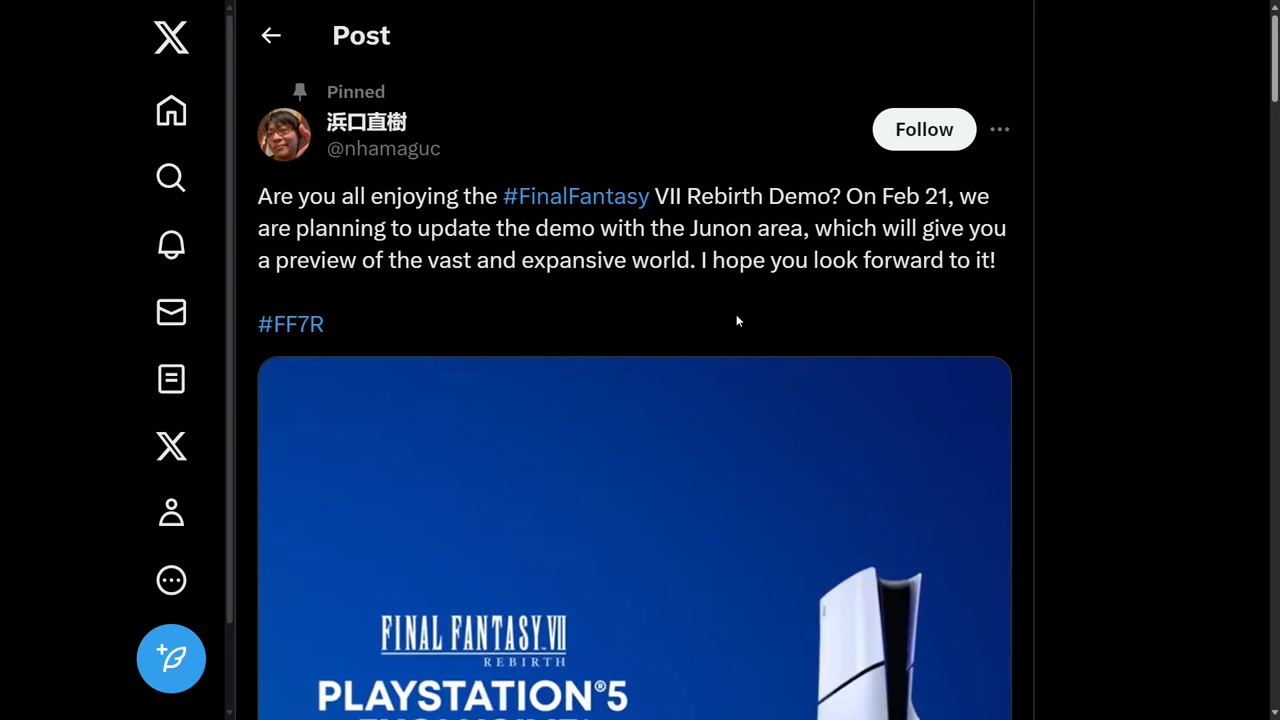 Post
Pinned
浜口直樹
@nhamaguc
Follow
Are you all enjoying the #FinalFantasy VII Rebirth Demo? On Feb 21, we
are planning to update the demo with the Junon area, which will give you
a preview of the vast and expansive world. I hope you look forward to it!
#FF7R
FINAL FANTASY VII
REBIRTH
PLAYSTATION®5